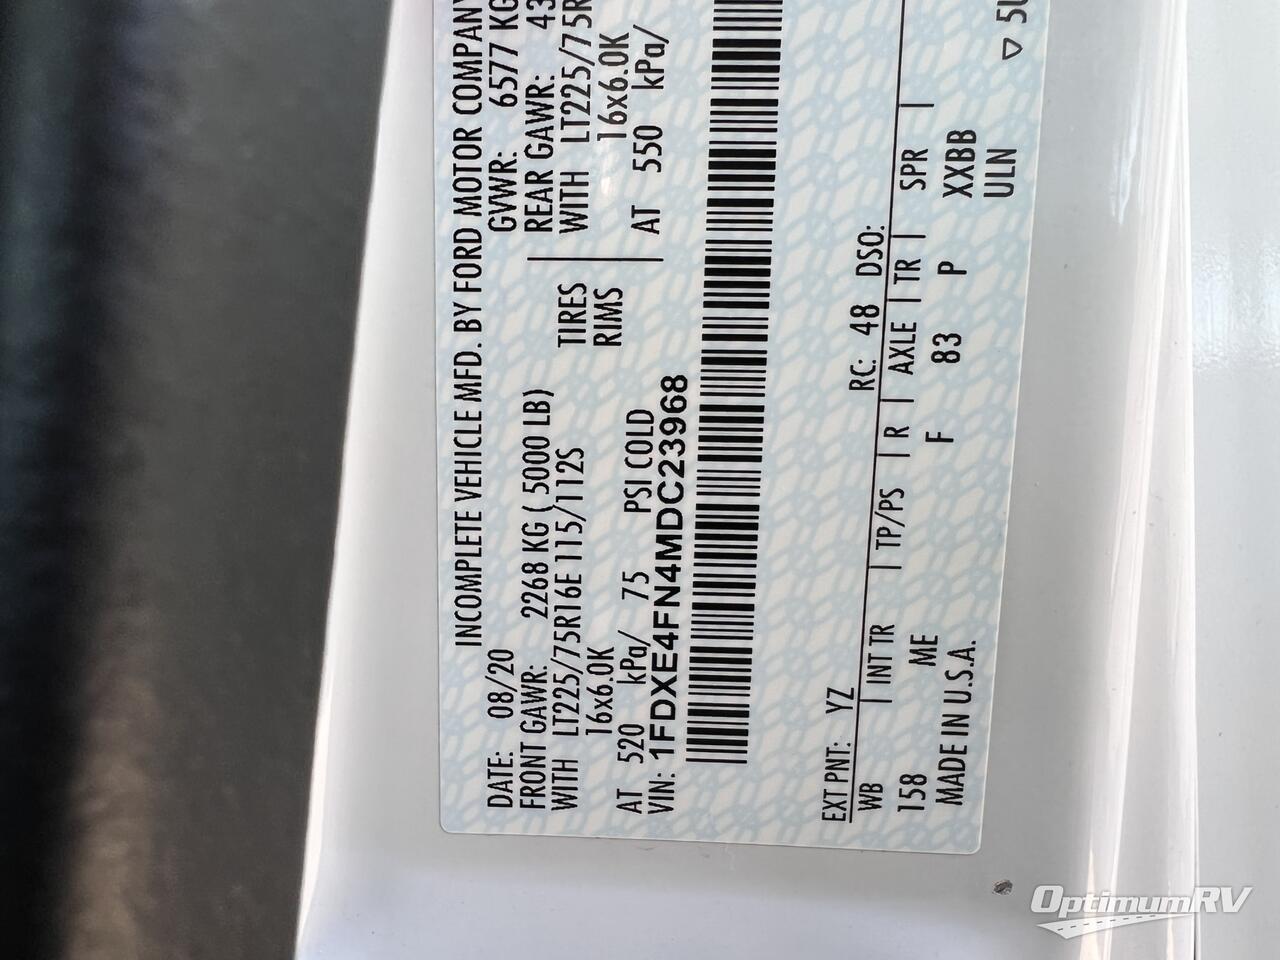 INCOMPLETE VEHICLE MFD. BY FORD MOTOR COMPANY
DATE: 08/20 GVWR: 6577 KG
FRONT GAWR: 2268 KG ( 5000 LB) REAR GAWR: 43
WITH LT225/75R16E 115/112S TIRES WITH LT225/75R
16x6.0K RIMS 16x6.0K
AT 520 kPa/ 75 PSI COLD AT 550 kPa/
VIN: 1FDXE4FN4MDC23968
EXT PNT: YZ RC: 48 DSO:
WB INT TR TP/PS R AXLE TR SPR
158 ME F 83 P XXBB
MADE IN U.S.A. ULN
▽ 5U
OptimumRV